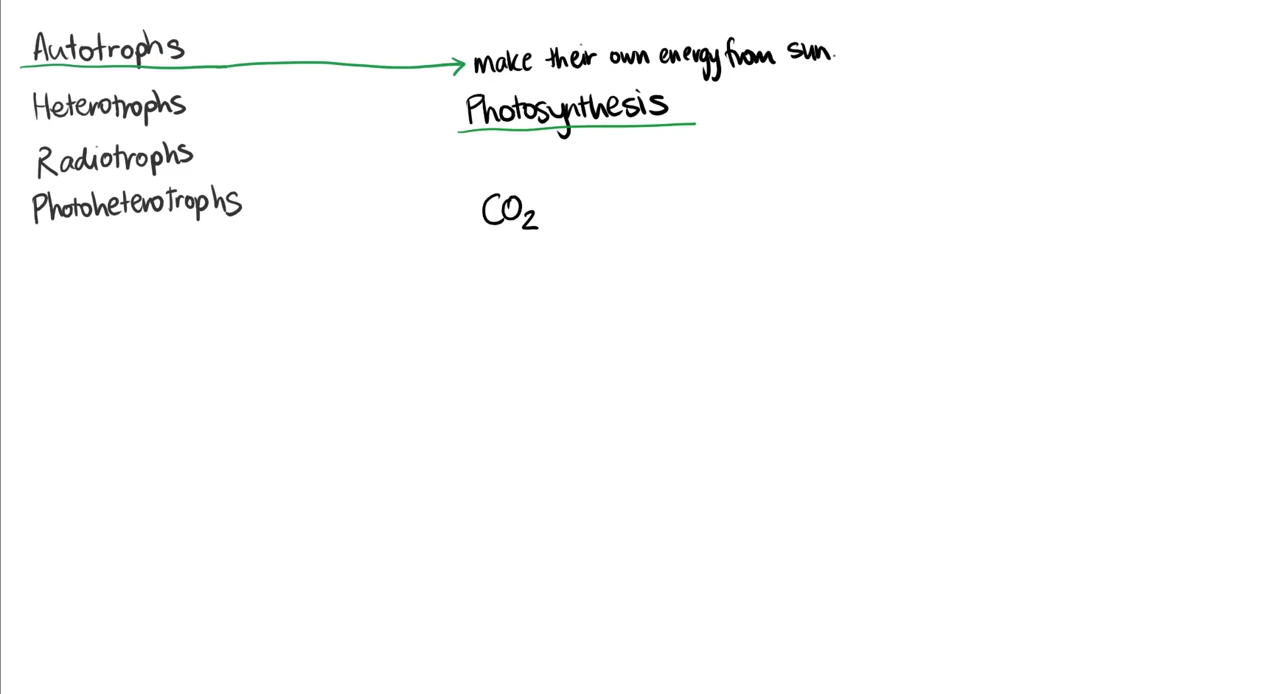 Autotrophs
make their own energy from sun.
Heterotrophs
Photosynthesis
Radiotrophs
Photoheterotrophs
CO₂